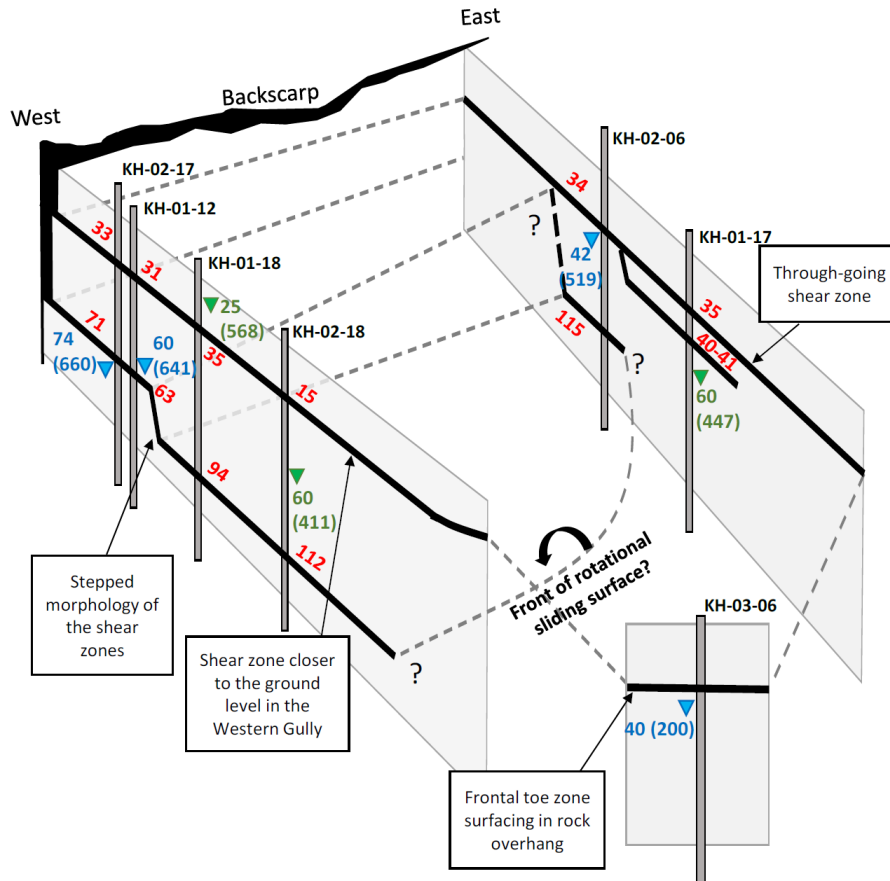 East
Backscarp
West
KH-02-17
KH-01-12
KH-01-18
KH-02-18
KH-02-06
KH-01-17
33
31
35
15
25
(568)
71
74
(660)
60
(641)
63
94
112
60
(411)
?
34
?
42
(519)
115
?
35
40-41
60
(447)
Through-going
shear zone
Stepped
morphology of
the shear
zones
Shear zone closer
to the ground
level in the
Western Gully
Front of rotational
sliding surface?
KH-03-06
40 (200)
Frontal toe zone
surfacing in rock
overhang